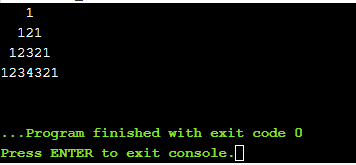 1
  121
 12321
1234321


...Program finished with exit code 0
Press ENTER to exit console.